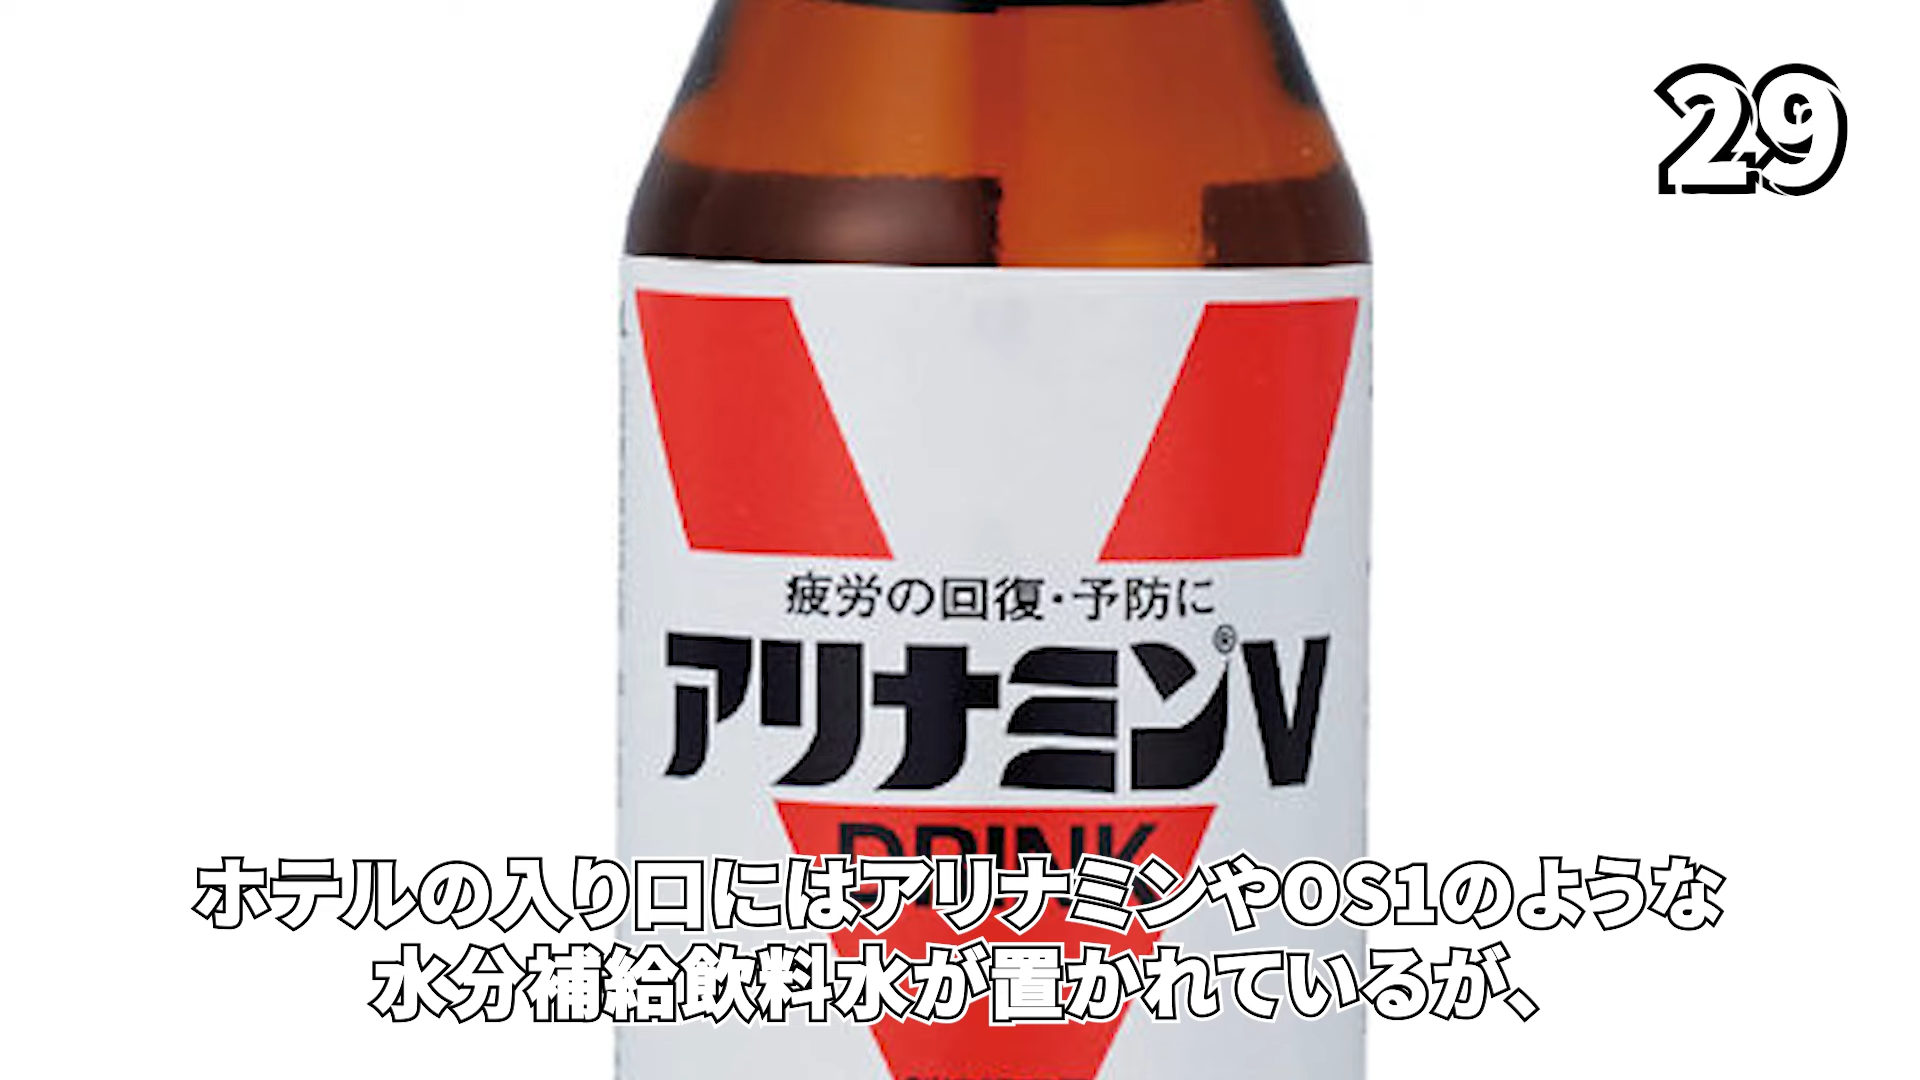 29
疲労の回復・予防に
アリナミン®V
DRINK
ホテルの入り口にはアリナミンやOS1のような
水分補給飲料水が置かれているが、